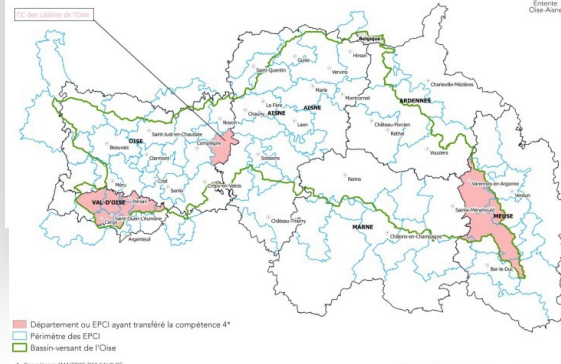 Entente
Oise-Aisne
CC des Lisières de l'Oise
Belgique
Hirson
Guise
Saint-Quentin
Vervins
Charleville-Mézières
Marle
Montcornet
ARDENNES
La Fère
AISNE
Noyon
Chauny
AISNE
Laon
Château-Porcien
Rethel
OISE
Saint-Just-en-Chaussée
Compiègne
Beauvais
Clermont
Soissons
Vouziers
Creil
Méru
Senlis
Crépy-en-Valois
Reims
Varennes-en-Argonne
Verdun
VAL-D'OISE
Persan
Saint-Ouen-L'Aumône
Cergy
Sainte-Menehould
MEUSE
Château-Thierry
MARNE
Argenteuil
Châlons-en-Champagne
Bar-le-Duc
Département ou EPCI ayant transféré la compétence 4*
Périmètre des EPCI
Bassin-versant de l'Oise